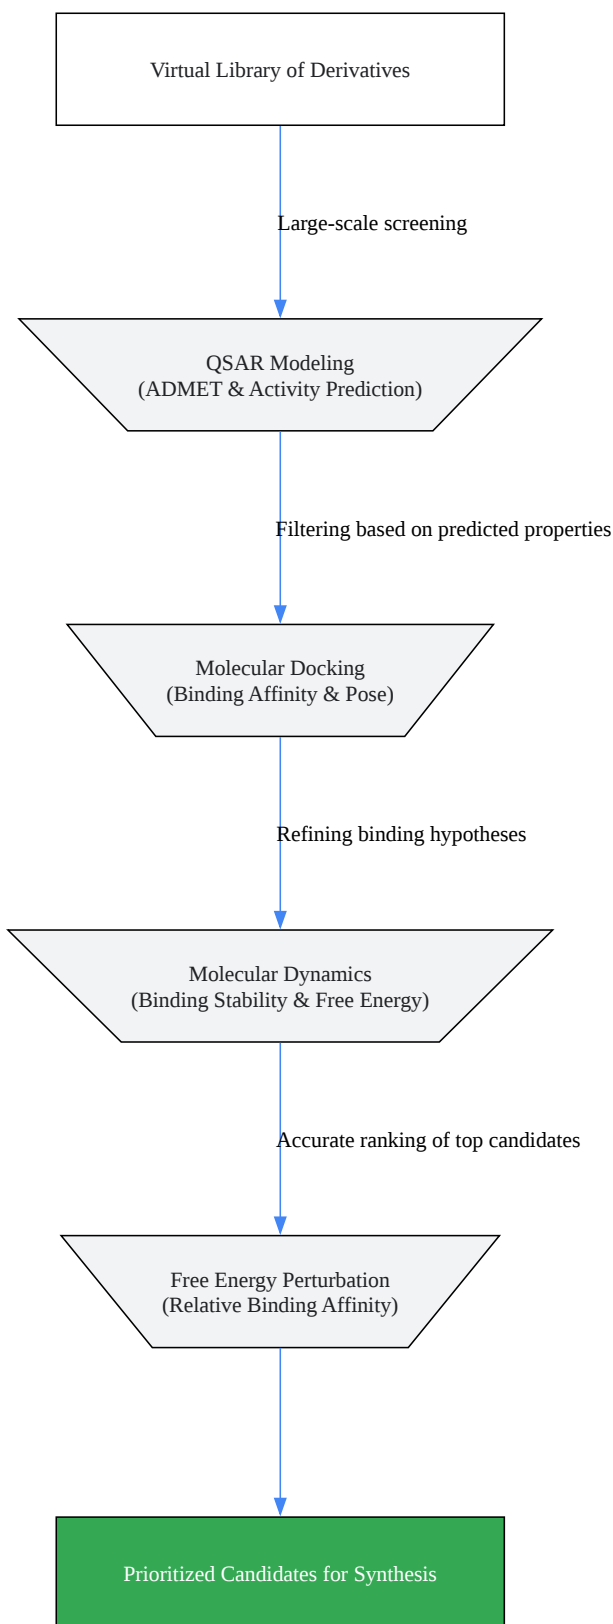 Virtual Library of Derivatives
Large-scale screening
QSAR Modeling
(ADMET & Activity Prediction)
Filtering based on predicted properties
Molecular Docking
(Binding Affinity & Pose)
Refining binding hypotheses
Molecular Dynamics
(Binding Stability & Free Energy)
Accurate ranking of top candidates
Free Energy Perturbation
(Relative Binding Affinity)
Prioritized Candidates for Synthesis